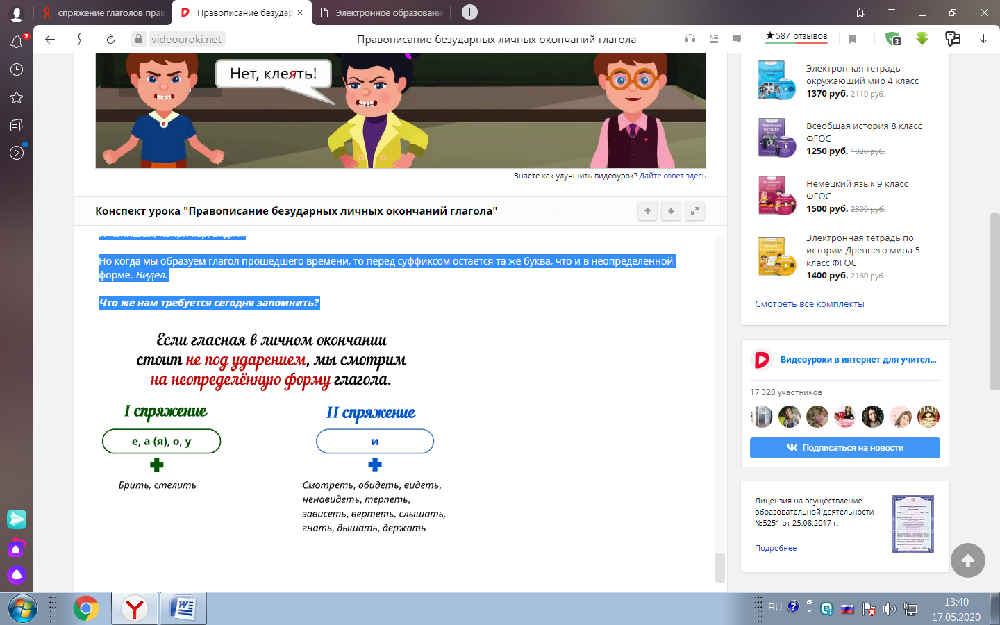 спряжение глаголов прав
Правописание безудар
Электронное образовани
videouroki.net
Правописание безударных личных окончаний глагола
★587 отзывов
2
3
Нет, клеять!
Знаете как улучшить видеоурок? Дайте совет здесь
Конспект урока "Правописание безударных личных окончаний глагола"
Но когда мы образуем глагол прошедшего времени, то перед суффиксом остаётся та же буква, что и в неопределённой
форме. Видел.
Что же нам требуется сегодня запомнить?
Если гласная в личном окончании
стоит не под ударением, мы смотрим
на неопределённую форму глагола.
I спряжение
е, а (я), о, у
Брить, стелить
II спряжение
и
Смотреть, обидеть, видеть,
ненавидеть, терпеть,
зависеть, вертеть, слышать,
гнать, дышать, держать
Электронная тетрадь
окружающий мир 4 класс
1370 руб. 2110 руб.
Всеобщая история 8 класс
ФГОС
1250 руб. 1920 руб.
Немецкий язык 9 класс
ФГОС
1500 руб. 2300 руб.
Электронная тетрадь по
истории Древнего мира 5
класс ФГОС
1400 руб. 2160 руб.
Смотреть все комплекты
Видеоуроки в интернет для учител...
17 328 участников
Подписаться на новости
Лицензия на осуществление
образовательной деятельности
№5251 от 25.08.2017 г.
Подробнее
RU
13:40
17.05.2020